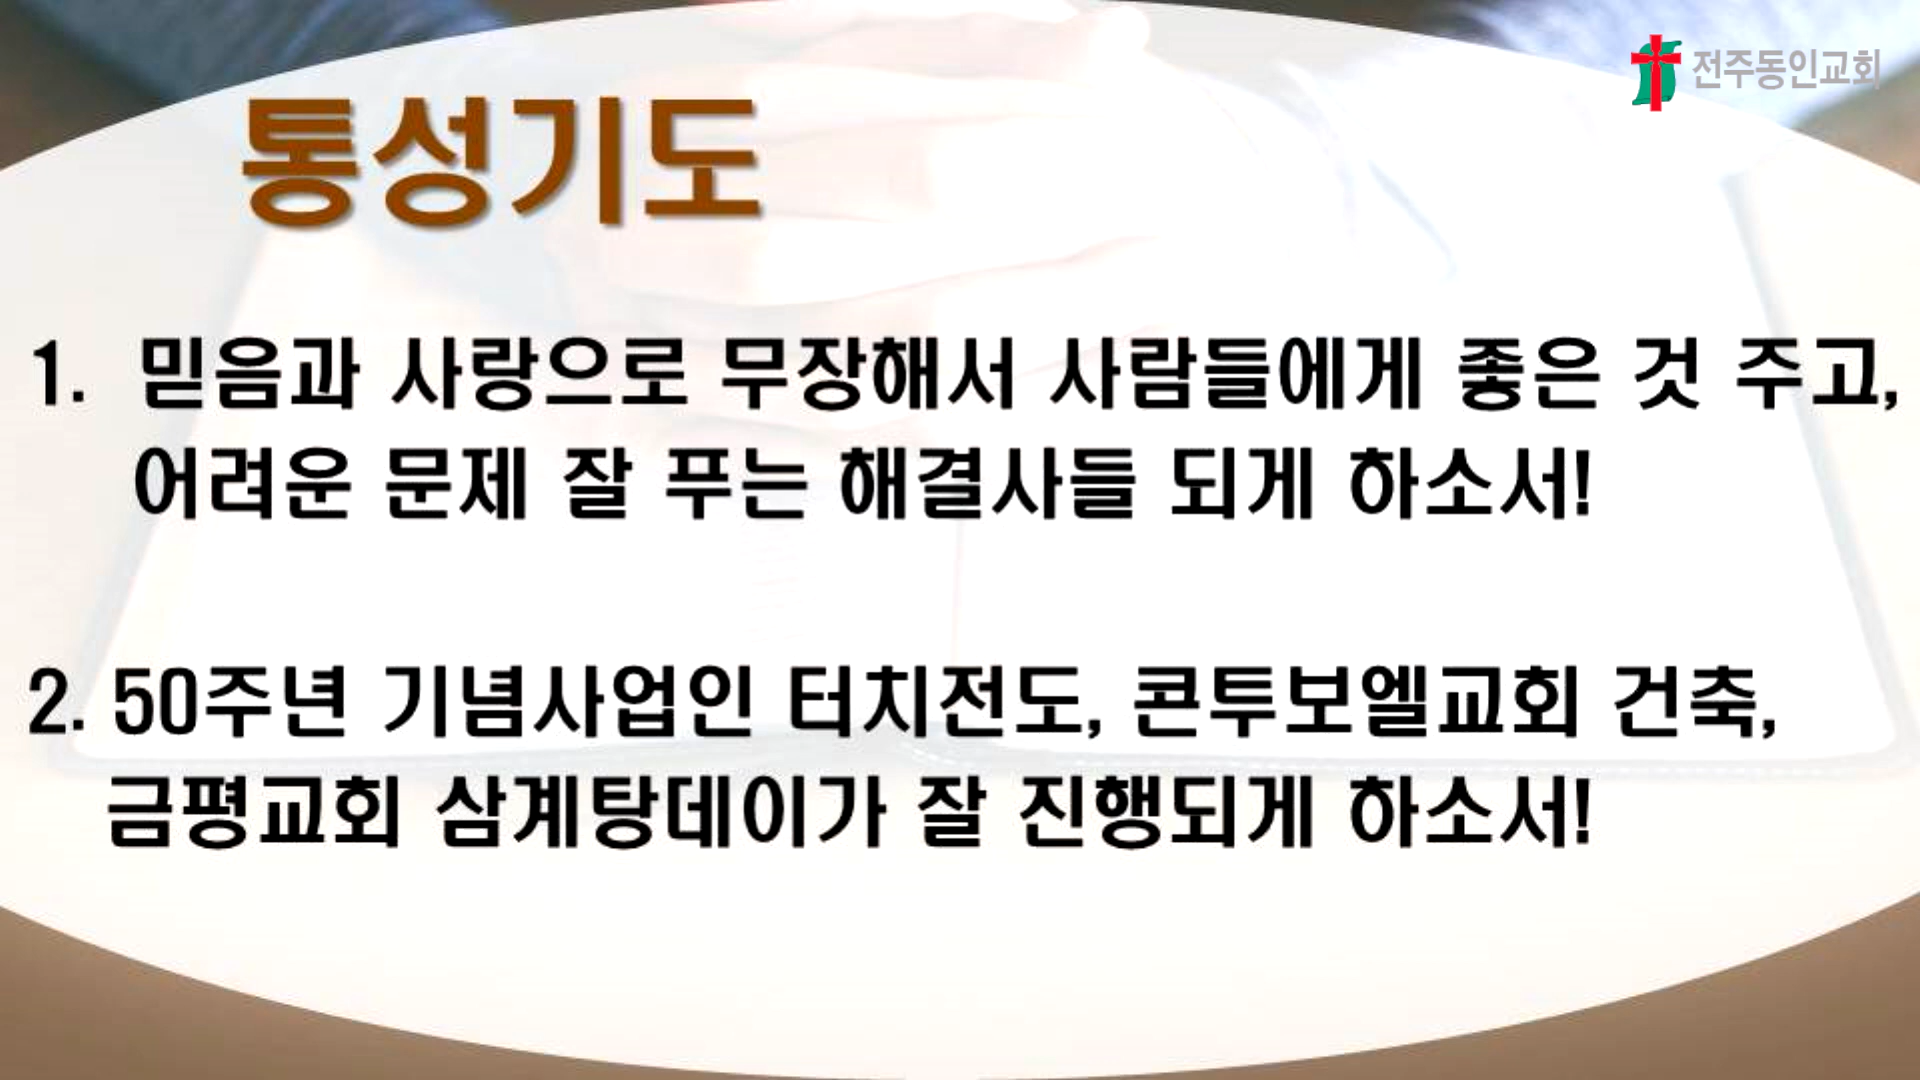 전주동인교회
통성기도
1. 믿음과 사랑으로 무장해서 사람들에게 좋은 것 주고,
어려운 문제 잘 푸는 해결사들 되게 하소서!
2. 50주년 기념사업인 터치전도, 콘투보엘교회 건축,
금평교회 삼계탕데이가 잘 진행되게 하소서!